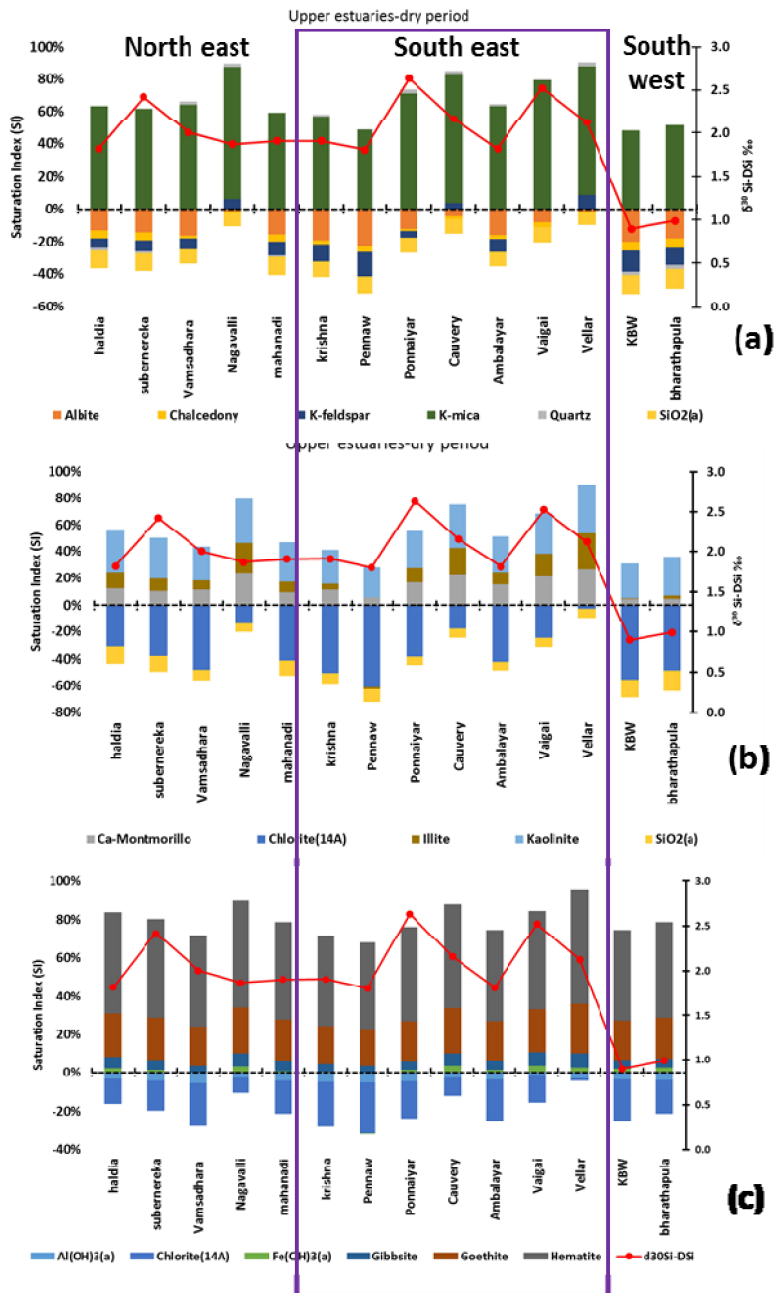 Upper estuaries-dry period
North east
South east
South
west
100%
80%
60%
40%
20%
0%
-20%
-40%
-60%
Saturation Index (SI)
3.0
2.5
2.0
1.5
1.0
0.5
0.0
δ³⁰ Si-DSi ‰
haldia
subernereka
Vamsadhara
Nagavalli
mahanadi
krishna
Pennaw
Ponnaiyar
Cauvery
Ambalayar
Vaigai
Vellar
KBW
bharathapula
(a)
Albite Chalcedony K-feldspar K-mica Quartz SiO2(a)
Upper estuaries-dry period
100%
80%
60%
40%
20%
0%
-20%
-40%
-60%
-80%
Saturation Index (SI)
3.0
2.5
2.0
1.5
1.0
0.5
0.0
δ³⁰ Si-DSi ‰
haldia
subernereka
Vamsadhara
Nagavalli
mahanadi
krishna
Pennaw
Ponnaiyar
Cauvery
Ambalayar
Vaigai
Vellar
KBW
bharathapula
(b)
Ca-Montmorillo Chlorite(14A) Illite Kaolinite SiO2(a)
100%
80%
60%
40%
20%
0%
-20%
-40%
Saturation Index (SI)
3.0
2.5
2.0
1.5
1.0
0.5
0.0
δ³⁰ Si-DSi ‰
haldia
subernereka
Vamsadhara
Nagavalli
mahanadi
krishna
Pennaw
Ponnaiyar
Cauvery
Ambalayar
Vaigai
Vellar
KBW
bharathapula
(c)
Al(OH)3(a) Chlorite(14A) Fe(OH)3(a) Gibbsite Goethite Hematite d30Si-DSi